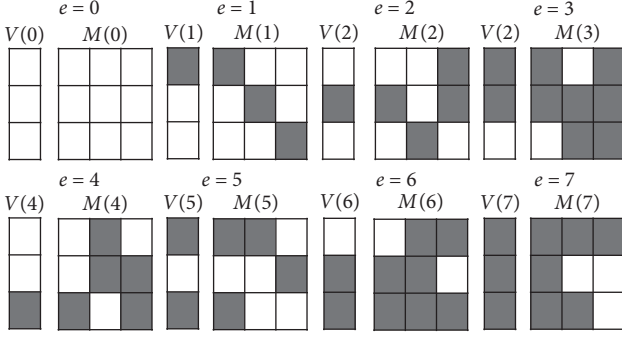 e = 0 e = 1 e = 2 e = 3
V(0) M(0) V(1) M(1) V(2) M(2) V(2) M(3)
e = 4 e = 5 e = 6 e = 7
V(4) M(4) V(5) M(5) V(6) M(6) V(7) M(7)